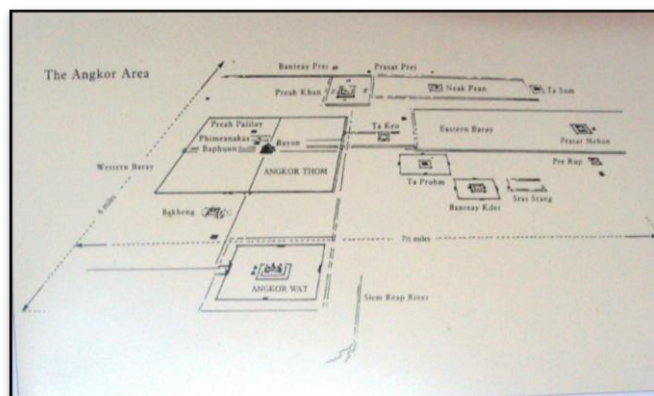 The Angkor Area
Banteay Prei
Prasat Prei
Preah Khan
Neak Pean
Ta Som
Preah Palilay
Phimeanakas
Baphuon
Bayon
Ta Keo
Eastern Baray
Prasat Mebon
Western Baray
ANGKOR THOM
Ta Prohm
Pre Rup
Banteay Kdei
Sras Srang
6 miles
Bakheng
7½ miles
ANGKOR WAT
Siem Reap River